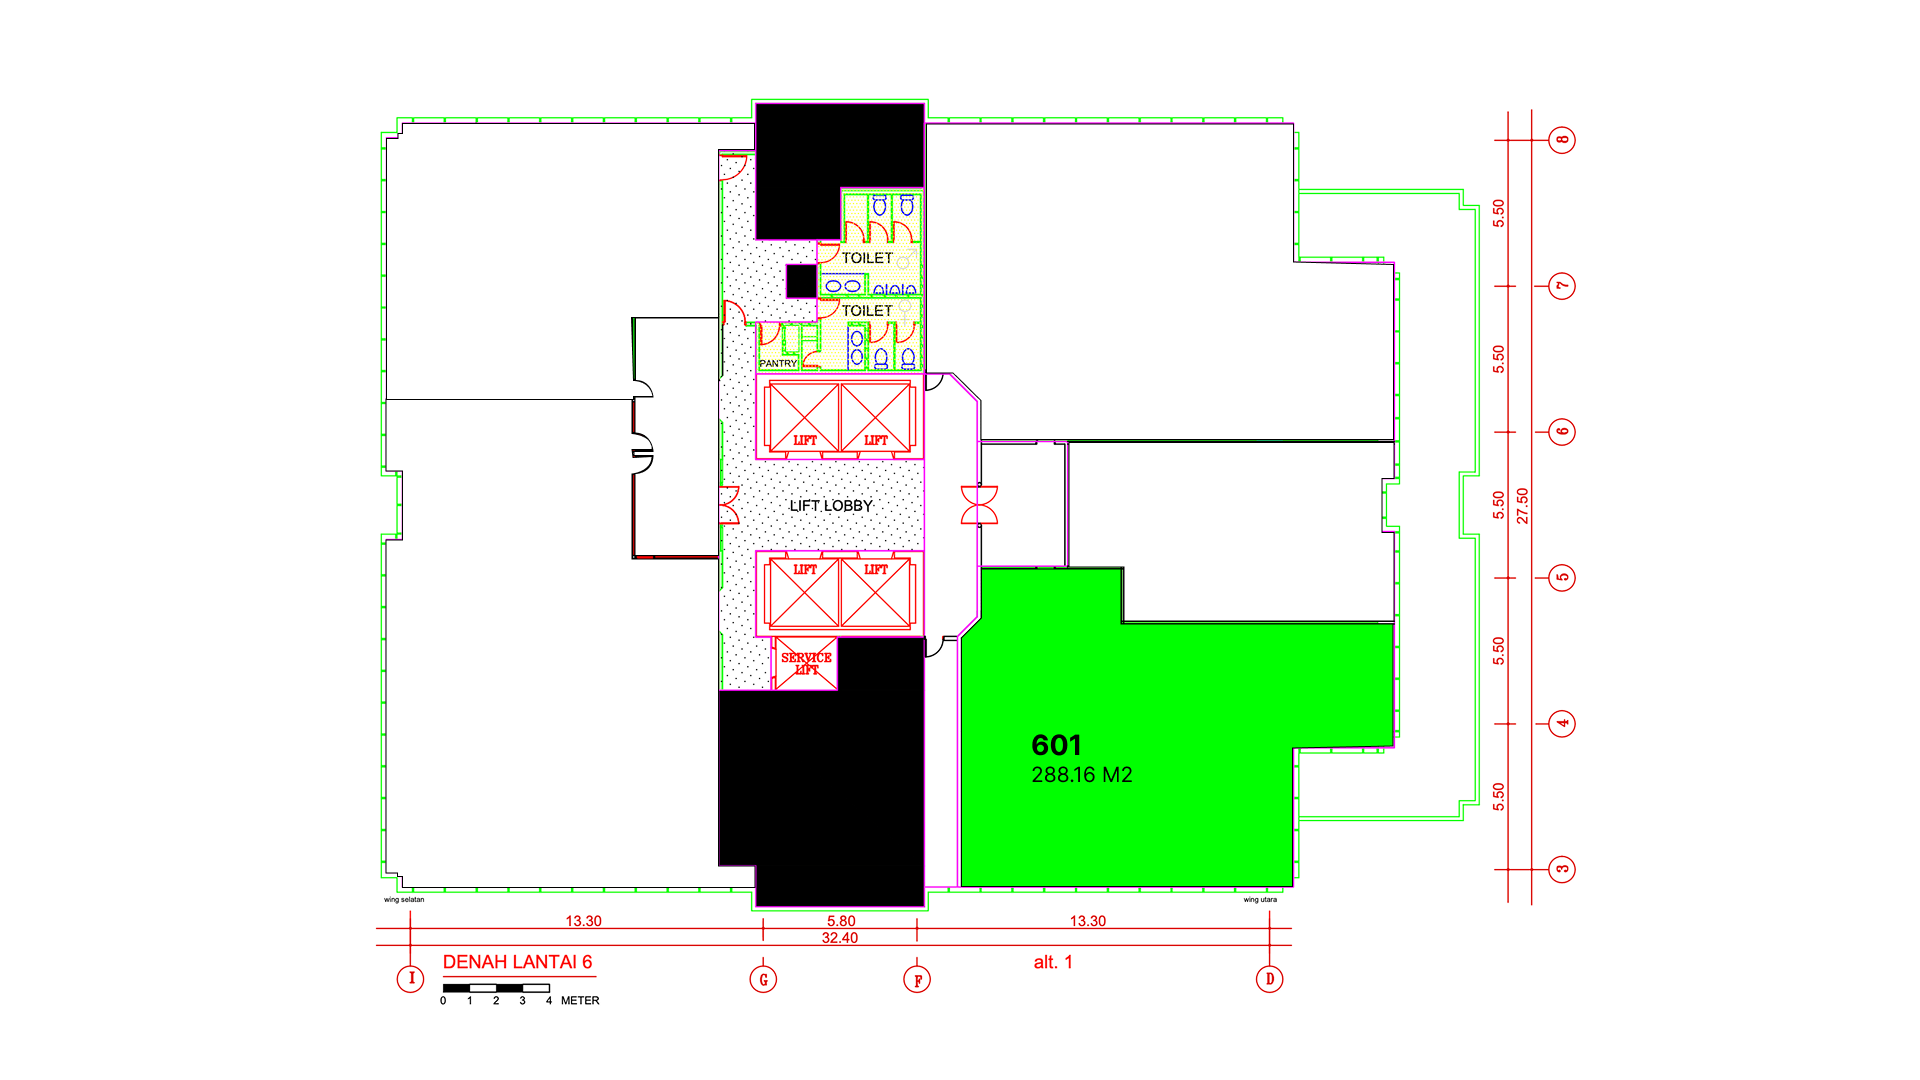 8
5.50
TOILET
7
TOILET
5.50
PANTRY
6
LIFT
LIFT
LIFT LOBBY
5.50
27.50
LIFT
LIFT
5
SERVICE
LIFT
5.50
4
601
288.16 M2
5.50
3
wing selatan
wing utara
13.30
5.80
13.30
32.40
DENAH LANTAI 6
alt. 1
I
G
F
D
0 1 2 3 4 METER